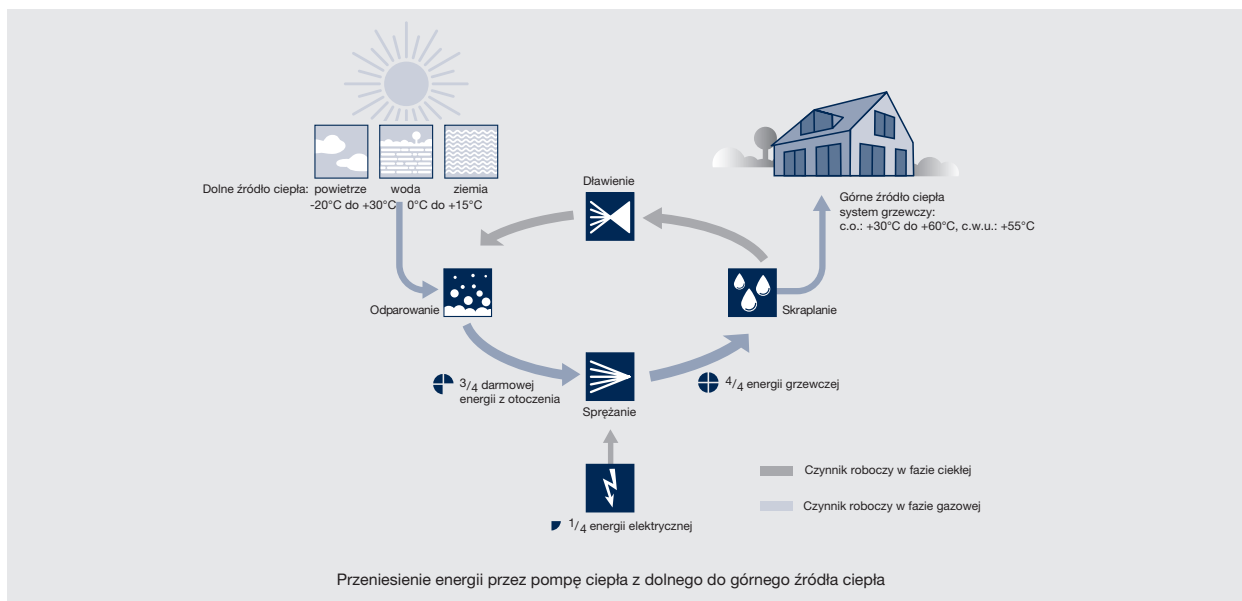 Dolne źródło ciepła: powietrze woda ziemia
-20°C do +30°C 0°C do +15°C
Dławienie
Górne źródło ciepła
system grzewczy:
c.o.: +30°C do +60°C, c.w.u.: +55°C
Odparowanie
Skraplanie
3/4 darmowej
energii z otoczenia
4/4 energii grzewczej
Sprężanie
Czynnik roboczy w fazie ciekłej
Czynnik roboczy w fazie gazowej
1/4 energii elektrycznej
Przeniesienie energii przez pompę ciepła z dolnego do górnego źródła ciepła